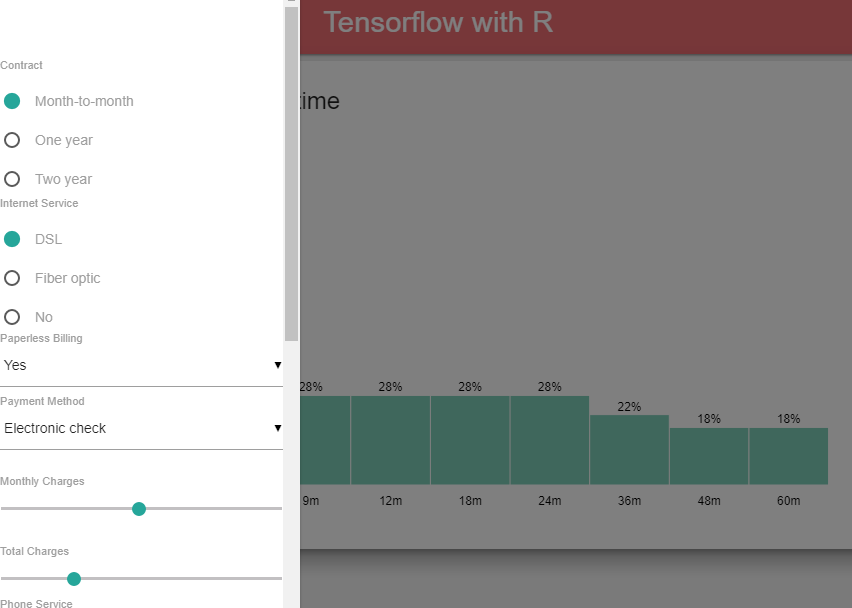 Tensorflow with R
Contract
Month-to-month
One year
Two year
Internet Service
DSL
Fiber optic
No
Paperless Billing
Yes
Payment Method
Electronic check
Monthly Charges
Total Charges
Phone Service
time
28% 28% 28% 28% 22% 18% 18%
9m 12m 18m 24m 36m 48m 60m